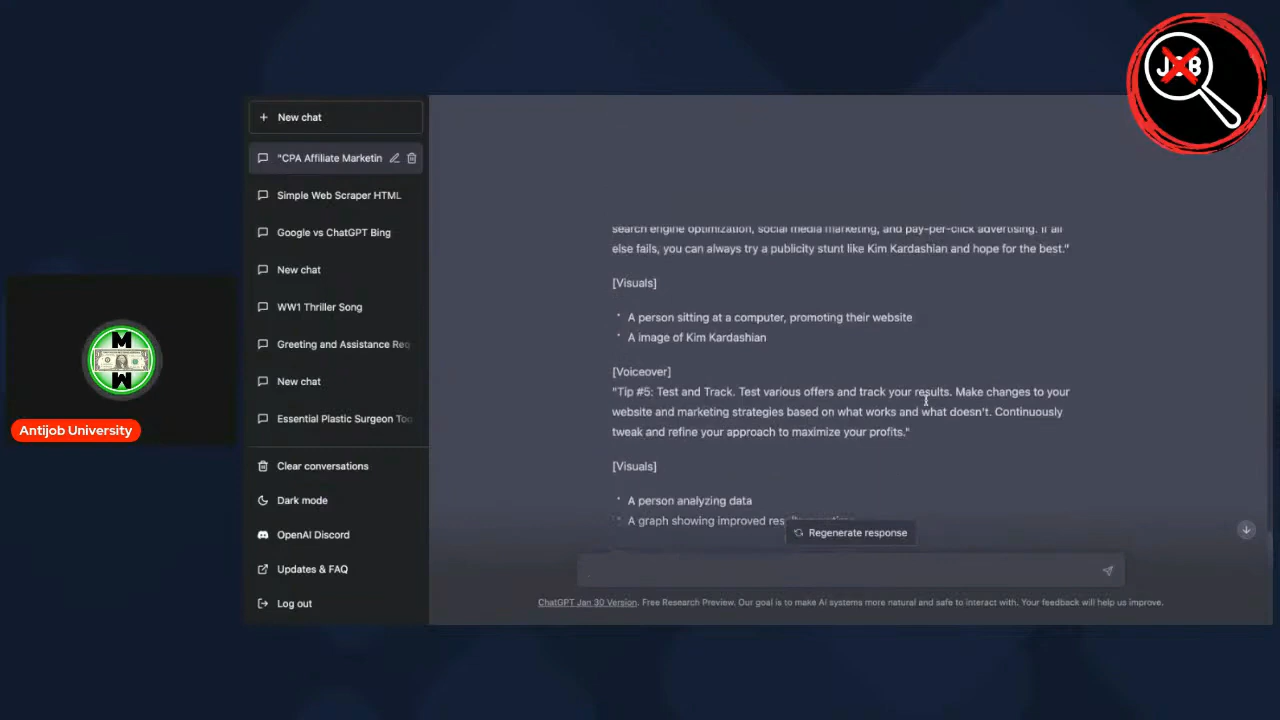 JOB
+ New chat
"CPA Affiliate Marketin
Simple Web Scraper HTML
Google vs ChatGPT Bing
New chat
WW1 Thriller Song
Greeting and Assistance Req
New chat
Essential Plastic Surgeon Too
Clear conversations
Dark mode
OpenAI Discord
Updates & FAQ
Log out
M
M
Antijob University
search engine optimization, social media marketing, and pay-per-click advertising. If all
else fails, you can always try a publicity stunt like Kim Kardashian and hope for the best."
[Visuals]
A person sitting at a computer, promoting their website
A image of Kim Kardashian
[Voiceover]
"Tip #5: Test and Track. Test various offers and track your results. Make changes to your
website and marketing strategies based on what works and what doesn't. Continuously
tweak and refine your approach to maximize your profits."
[Visuals]
A person analyzing data
A graph showing improved
Regenerate response
ChatGPT Jan 30 Version. Free Research Preview. Our goal is to make AI systems more natural and safe to interact with. Your feedback will help us improve.